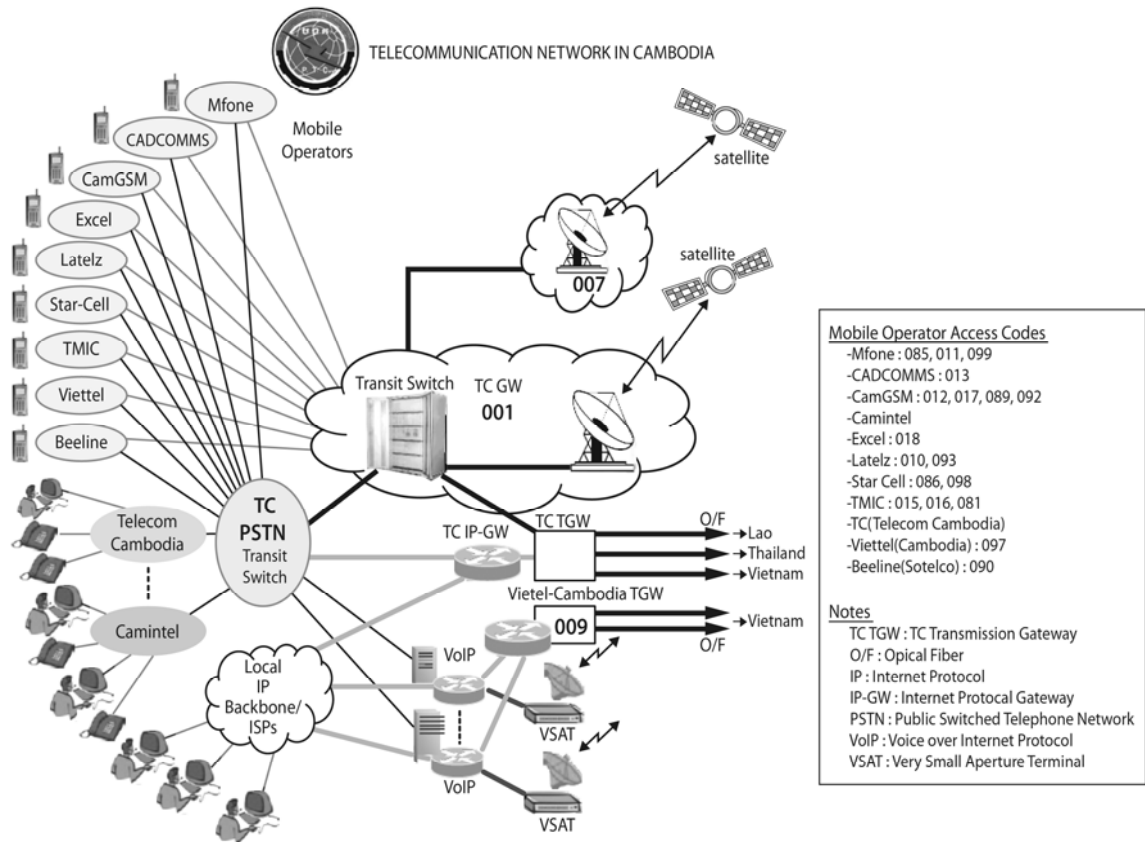 TELECOMMUNICATION NETWORK IN CAMBODIA
Mobile
Operators
Mfone
CADCOMMS
CamGSM
Excel
Latelz
Star-Cell
TMIC
Viettel
Beeline
satellite
satellite
007
Transit Switch
TC GW
001
TC
PSTN
Transit
Switch
Telecom
Cambodia
Camintel
TC IP-GW
TC TGW
O/F
Lao
Thailand
Vietnam
Vietel-Cambodia TGW
009
Vietnam
O/F
Local
IP
Backbone/
ISPs
VoIP
VoIP
VSAT
VSAT
Mobile Operator Access Codes
-Mfone : 085, 011, 099
-CADCOMMS : 013
-CamGSM : 012, 017, 089, 092
-Camintel
-Excel : 018
-Latelz : 010, 093
-Star Cell : 086, 098
-TMIC : 015, 016, 081
-TC(Telecom Cambodia)
-Viettel(Cambodia) : 097
-Beeline(Sotelco) : 090
Notes
TC TGW : TC Transmission Gateway
O/F : Opical Fiber
IP : Internet Protocol
IP-GW : Internet Protocal Gateway
PSTN : Public Switched Telephone Network
VoIP : Voice over Internet Protocol
VSAT : Very Small Aperture Terminal